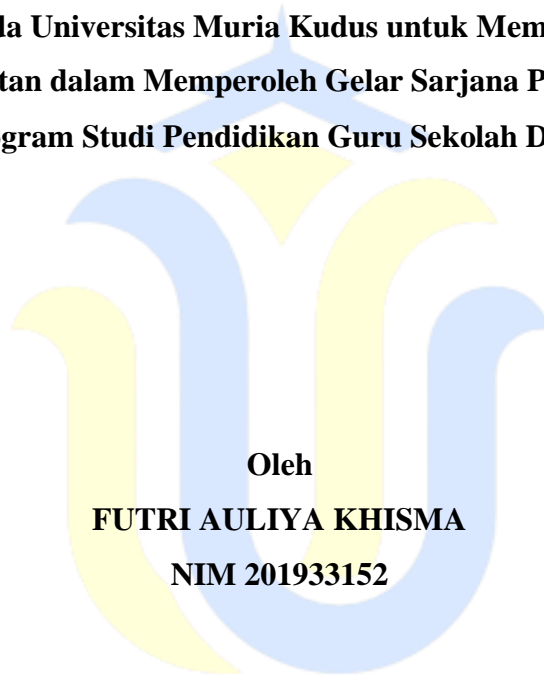 da Universitas Muria Kudus untuk Mem
tan dalam Memperoleh Gelar Sarjana P
gram Studi Pendidikan Guru Sekolah D
Oleh
FUTRI AULIYA KHISMA
NIM 201933152